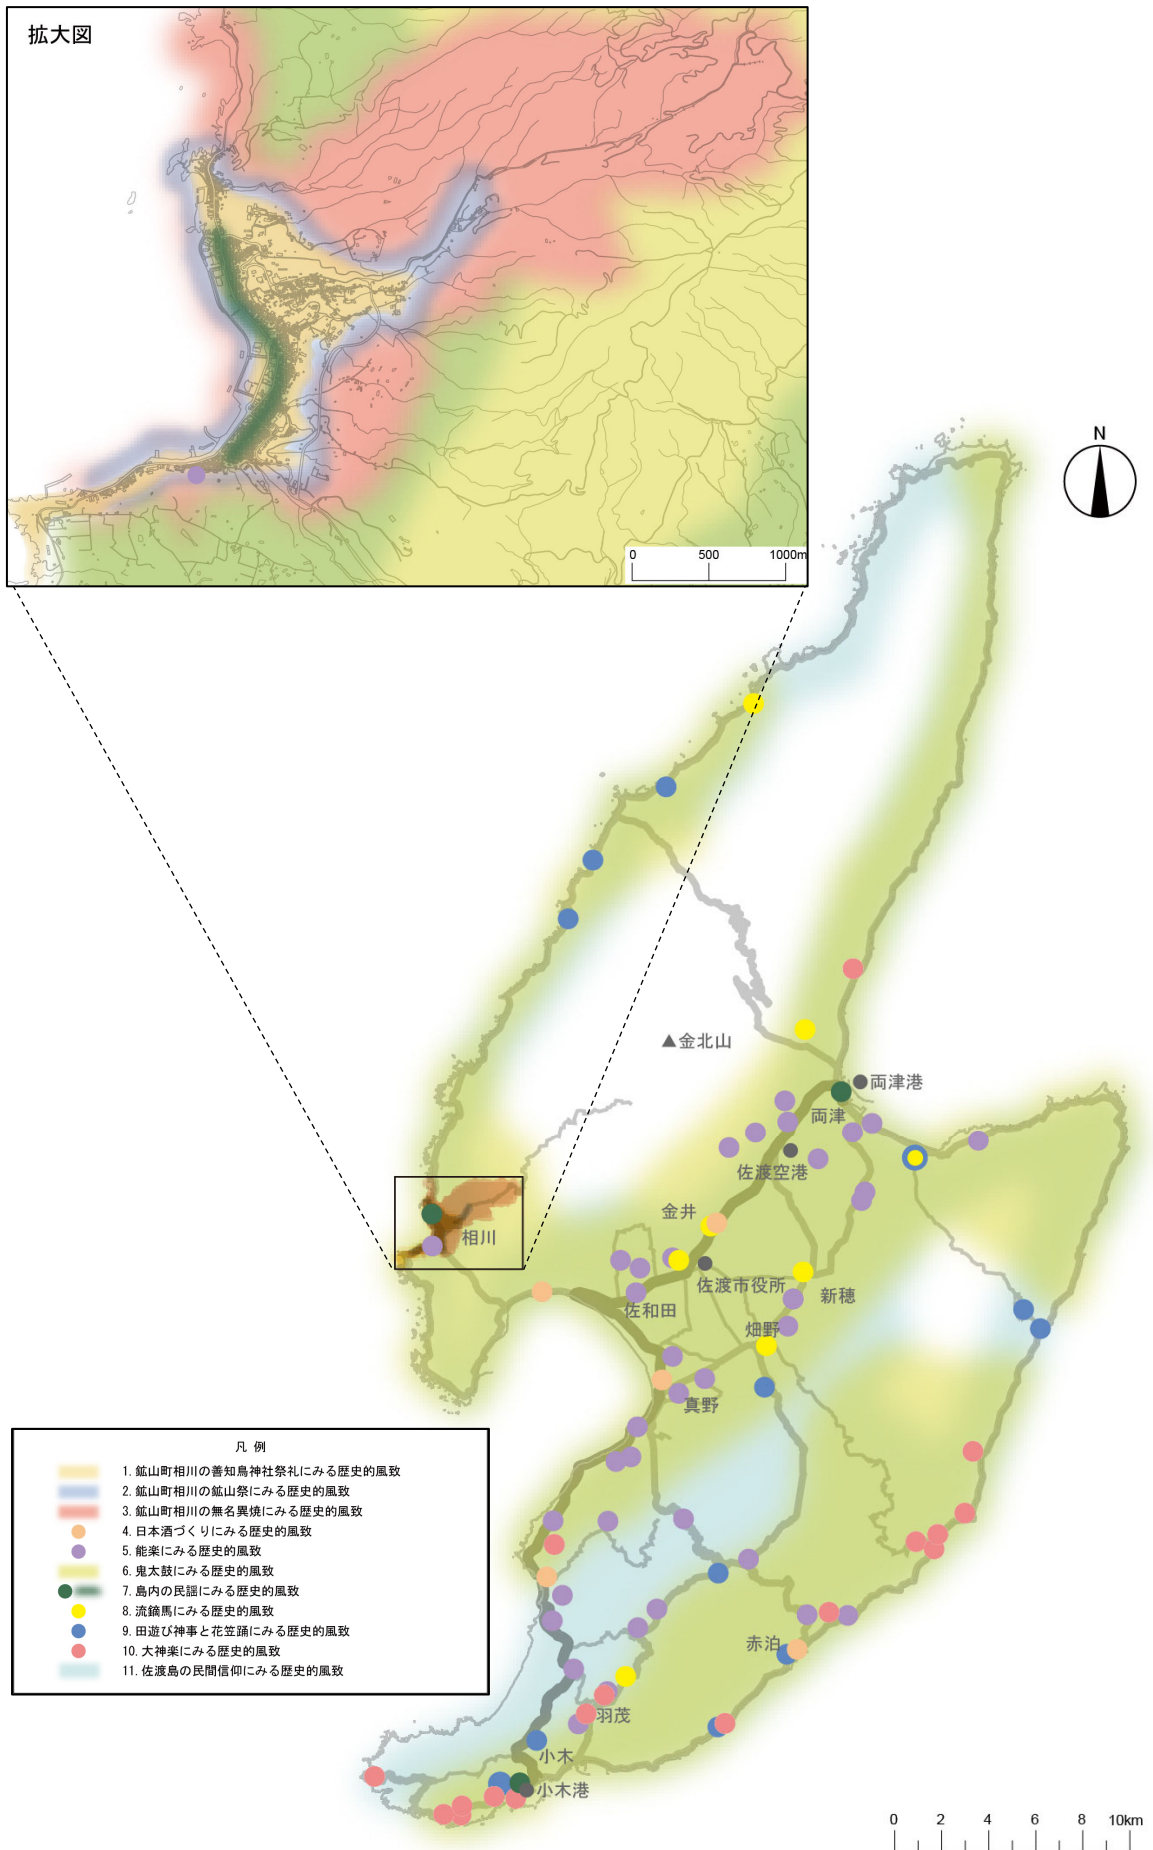 拡大図
0 500 1000m
N
▲金北山
両津港
両津
佐渡空港
金井
相川
佐渡市役所
新穂
佐和田
畑野
真野
凡 例
1. 鉱山町相川の善知鳥神社祭礼にみる歴史的風致
2. 鉱山町相川の鉱山祭にみる歴史的風致
3. 鉱山町相川の無名異焼にみる歴史的風致
4. 日本酒づくりにみる歴史的風致
5. 能楽にみる歴史的風致
6. 鬼太鼓にみる歴史的風致
7. 島内の民謡にみる歴史的風致
8. 流鏑馬にみる歴史的風致
9. 田遊び神事と花笠踊にみる歴史的風致
10. 大神楽にみる歴史的風致
11. 佐渡島の民間信仰にみる歴史的風致
赤泊
羽茂
小木
小木港
0 2 4 6 8 10km